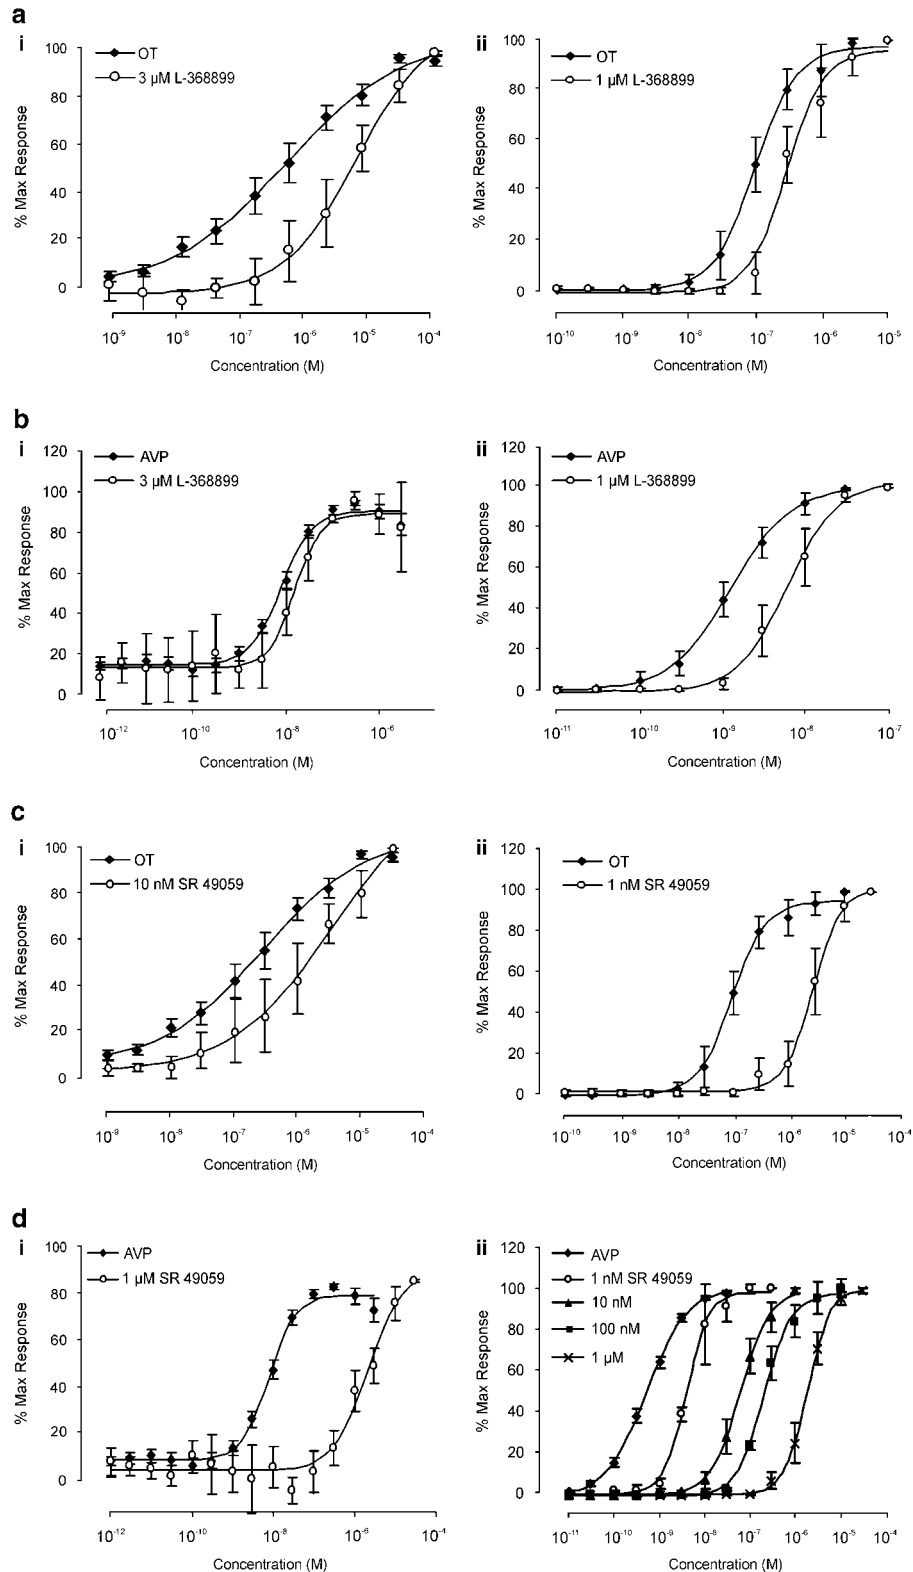 a
i
OT
3 µM L-368899
100
80
60
40
20
0
% Max Response
10-9
10-8
10-7
10-6
10-5
10-4
Concentration (M)
ii
OT
1 µM L-368899
100
80
60
40
20
0
% Max Response
10-10
10-9
10-8
10-7
10-6
10-5
Concentration (M)
b
i
AVP
3 µM L-368899
120
100
80
60
40
20
0
% Max Response
10-12
10-10
10-8
10-6
Concentration (M)
ii
AVP
1 µM L-368899
120
100
80
60
40
20
0
% Max Response
10-11
10-10
10-9
10-8
10-7
Concentration (M)
c
i
OT
10 nM SR 49059
100
80
60
40
20
0
% Max Response
10-9
10-8
10-7
10-6
10-5
10-4
Concentration (M)
ii
OT
1 nM SR 49059
120
100
80
60
40
20
0
% Max Response
10-10
10-9
10-8
10-7
10-6
10-5
10-4
Concentration (M)
d
i
AVP
1 µM SR 49059
100
80
60
40
20
0
% Max Response
10-12
10-10
10-8
10-6
10-4
Concentration (M)
ii
AVP
1 nM SR 49059
10 nM
100 nM
1 µM
120
100
80
60
40
20
0
% Max Response
10-11
10-10
10-9
10-8
10-7
10-6
10-5
10-4
Concentration (M)